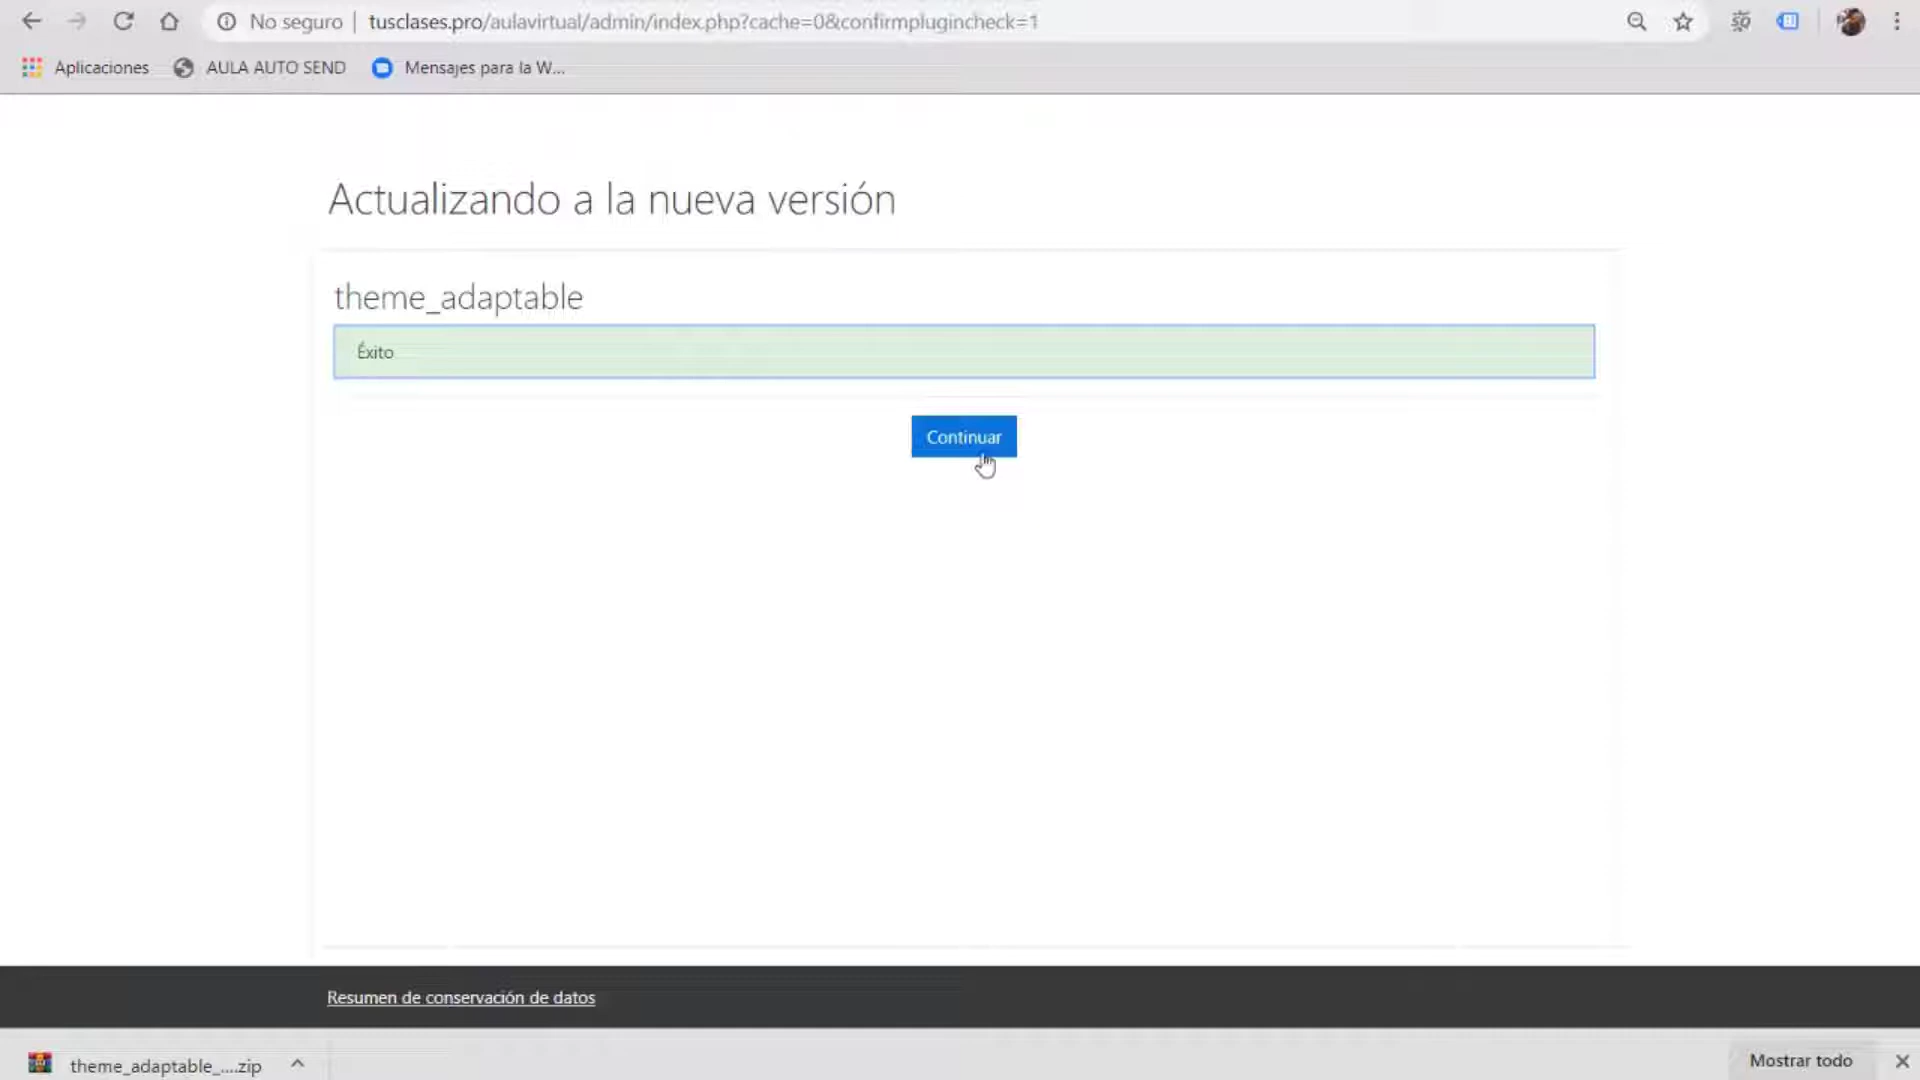 No seguro | tusclases.pro/aulavirtual/admin/index.php?cache=0&confirmplugincheck=1
Aplicaciones AULA AUTO SEND Mensajes para la W...
Actualizando a la nueva versión
theme_adaptable
Éxito
Continuar
Resumen de conservación de datos
theme_adaptable_....zip
Mostrar todo